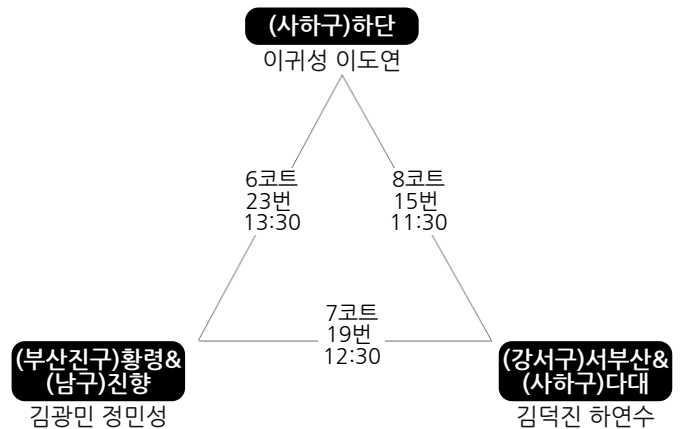 (사하구)하단
이귀성 이도연
6코트
23번
13:30
8코트
15번
11:30
7코트
19번
12:30
(부산진구)황령&
(남구)진향
김광민 정민성
(강서구)서부산&
(사하구)다대
김덕진 하연수